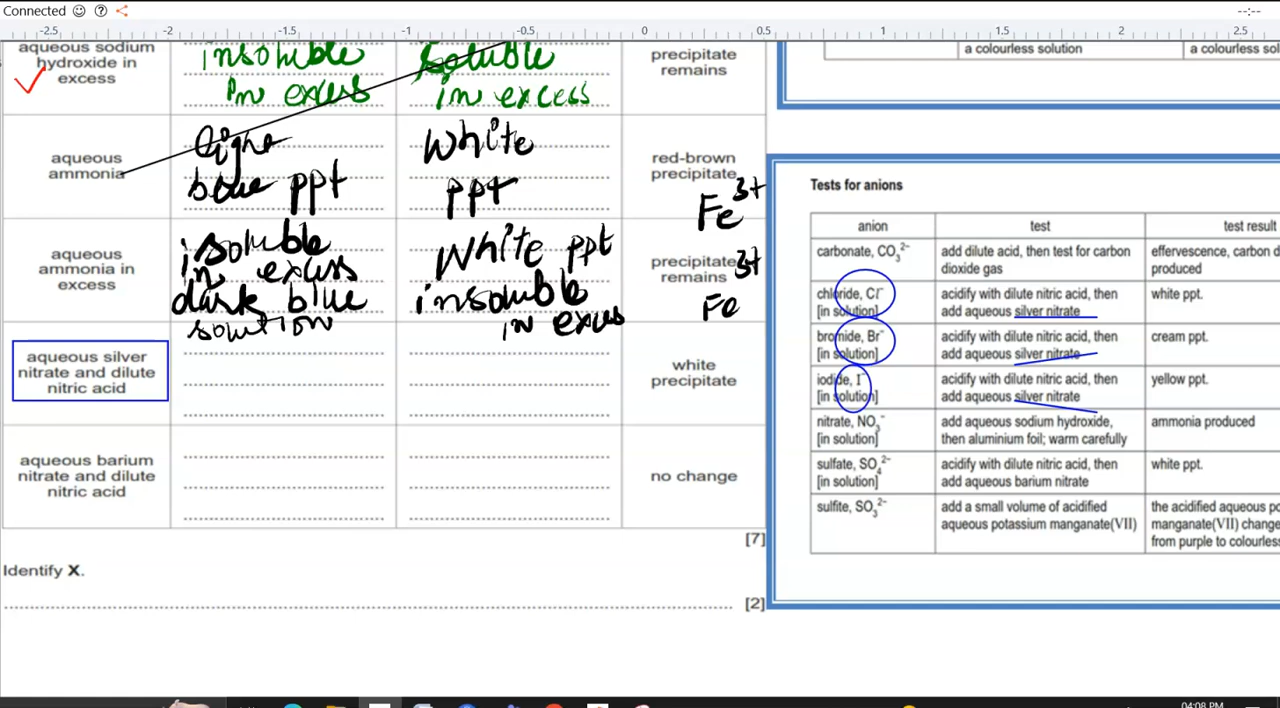 Connected
--:--
-2.5 -2 -1.5 -1 -0.5 0 0.5 1 1.5 2 2.5
aqueous sodium
hydroxide in
excess
insoluble
in excess
soluble
in excess
precipitate
remains
aqueous
ammonia
light
blue ppt
White
ppt
red-brown
precipitate
Fe 3+
aqueous
ammonia in
excess
isoluble
in excess
dark blue
solution
White ppt
insoluble
in exces
precipitate
remains
3+
Fe
aqueous silver
nitrate and dilute
nitric acid
white
precipitate
aqueous barium
nitrate and dilute
nitric acid
no change
[7]
Identify X.
[2]
a colourless solution
a colourless sol
Tests for anions
anion test test result
carbonate, CO₃²⁻
add dilute acid, then test for carbon
dioxide gas
effervescence, carbon d
produced
chloride, Cl⁻
[in solution]
acidify with dilute nitric acid, then
add aqueous silver nitrate
white ppt.
bromide, Br⁻
[in solution]
acidify with dilute nitric acid, then
add aqueous silver nitrate
cream ppt.
iodide, I⁻
[in solution]
acidify with dilute nitric acid, then
add aqueous silver nitrate
yellow ppt.
nitrate, NO₃⁻
[in solution]
add aqueous sodium hydroxide,
then aluminium foil; warm carefully
ammonia produced
sulfate, SO₄²⁻
[in solution]
acidify with dilute nitric acid, then
add aqueous barium nitrate
white ppt.
sulfite, SO₃²⁻
add a small volume of acidified
aqueous potassium manganate(VII)
the acidified aqueous po
manganate(VII) change
from purple to colourless
04:08 PM